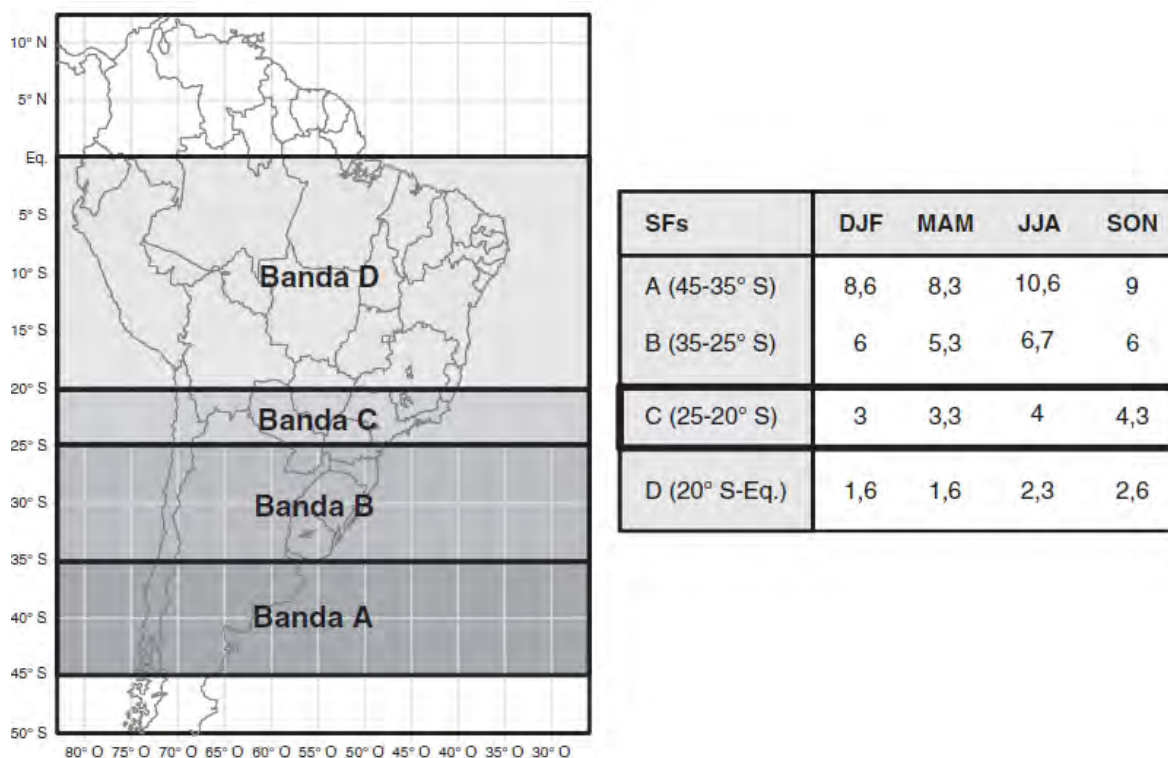 10° N
5° N
Eq.
5° S
10° S
15° S
20° S
25° S
30° S
35° S
40° S
45° S
50° S
Banda D
Banda C
Banda B
Banda A
80° O 75° O 70° O 65° O 60° O 55° O 50° O 45° O 40° O 35° O 30° O
SFs DJF MAM JJA SON
A (45-35° S) 8,6 8,3 10,6 9
B (35-25° S) 6 5,3 6,7 6
C (25-20° S) 3 3,3 4 4,3
D (20° S-Eq.) 1,6 1,6 2,3 2,6